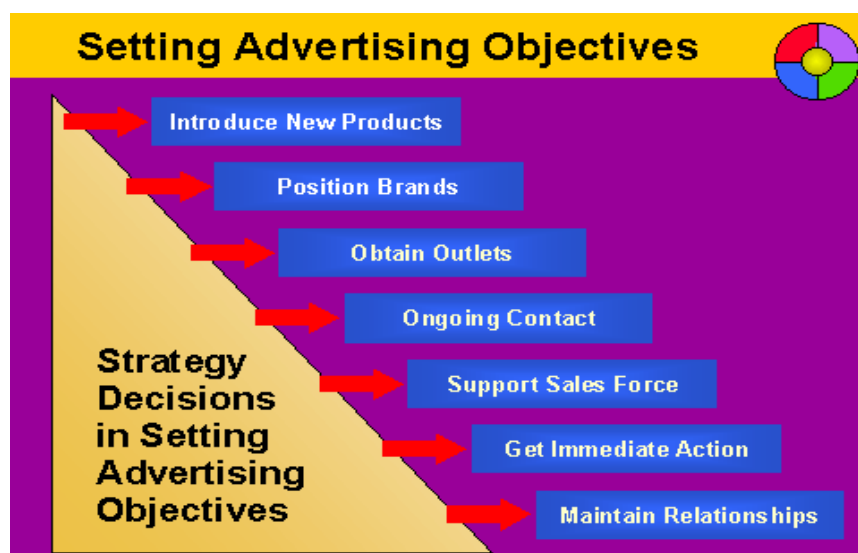 Setting Advertising Objectives
Introduce New Products
Position Brands
Obtain Outlets
Ongoing Contact
Support Sales Force
Get Immediate Action
Maintain Relationships
Strategy
Decisions
in Setting
Advertising
Objectives